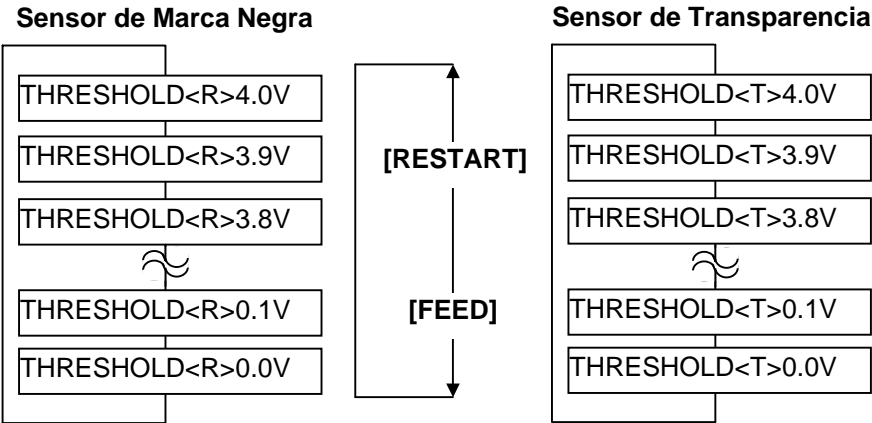 Sensor de Marca Negra
THRESHOLD<R>4.0V
THRESHOLD<R>3.9V
THRESHOLD<R>3.8V
THRESHOLD<R>0.1V
THRESHOLD<R>0.0V
[RESTART]
[FEED]
Sensor de Transparencia
THRESHOLD<T>4.0V
THRESHOLD<T>3.9V
THRESHOLD<T>3.8V
THRESHOLD<T>0.1V
THRESHOLD<T>0.0V